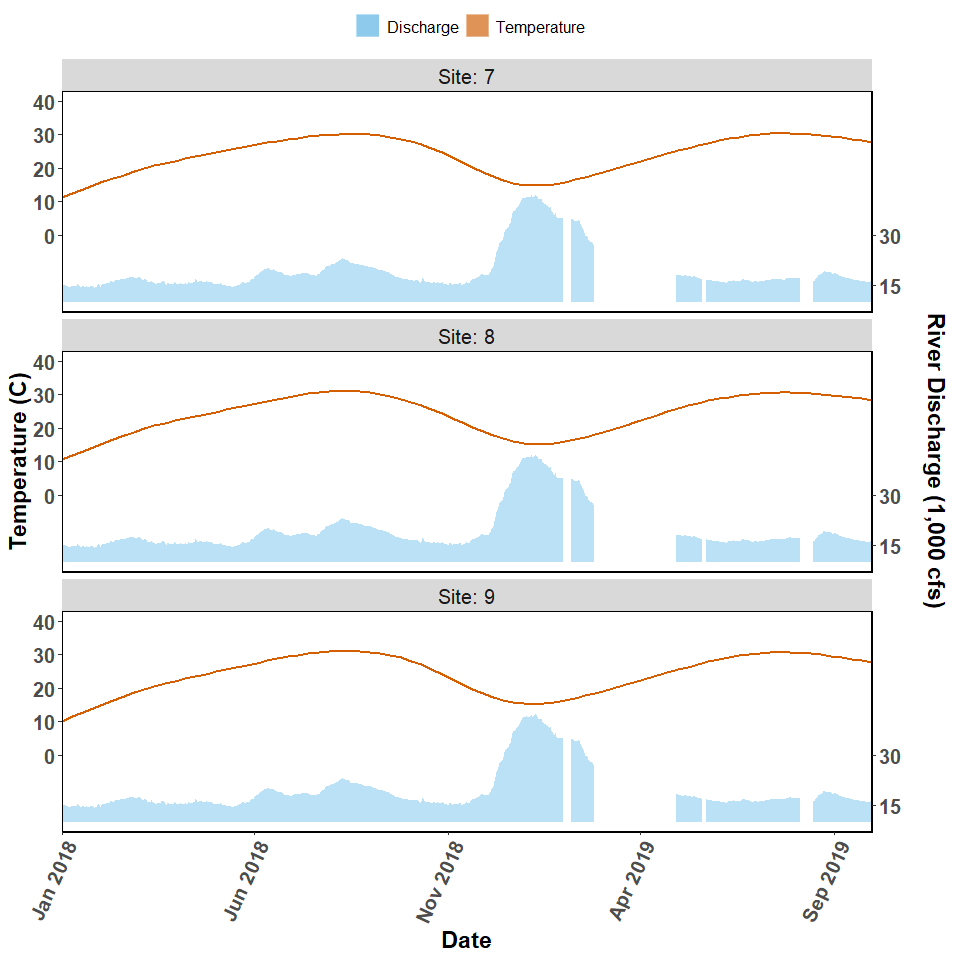 Discharge Temperature
Site: 7
40
30
20
10
0
30
15
Site: 8
40
30
20
10
0
30
15
Site: 9
40
30
20
10
0
30
15
Temperature (C)
River Discharge (1,000 cfs)
Jan 2018
Jun 2018
Nov 2018
Apr 2019
Sep 2019
Date